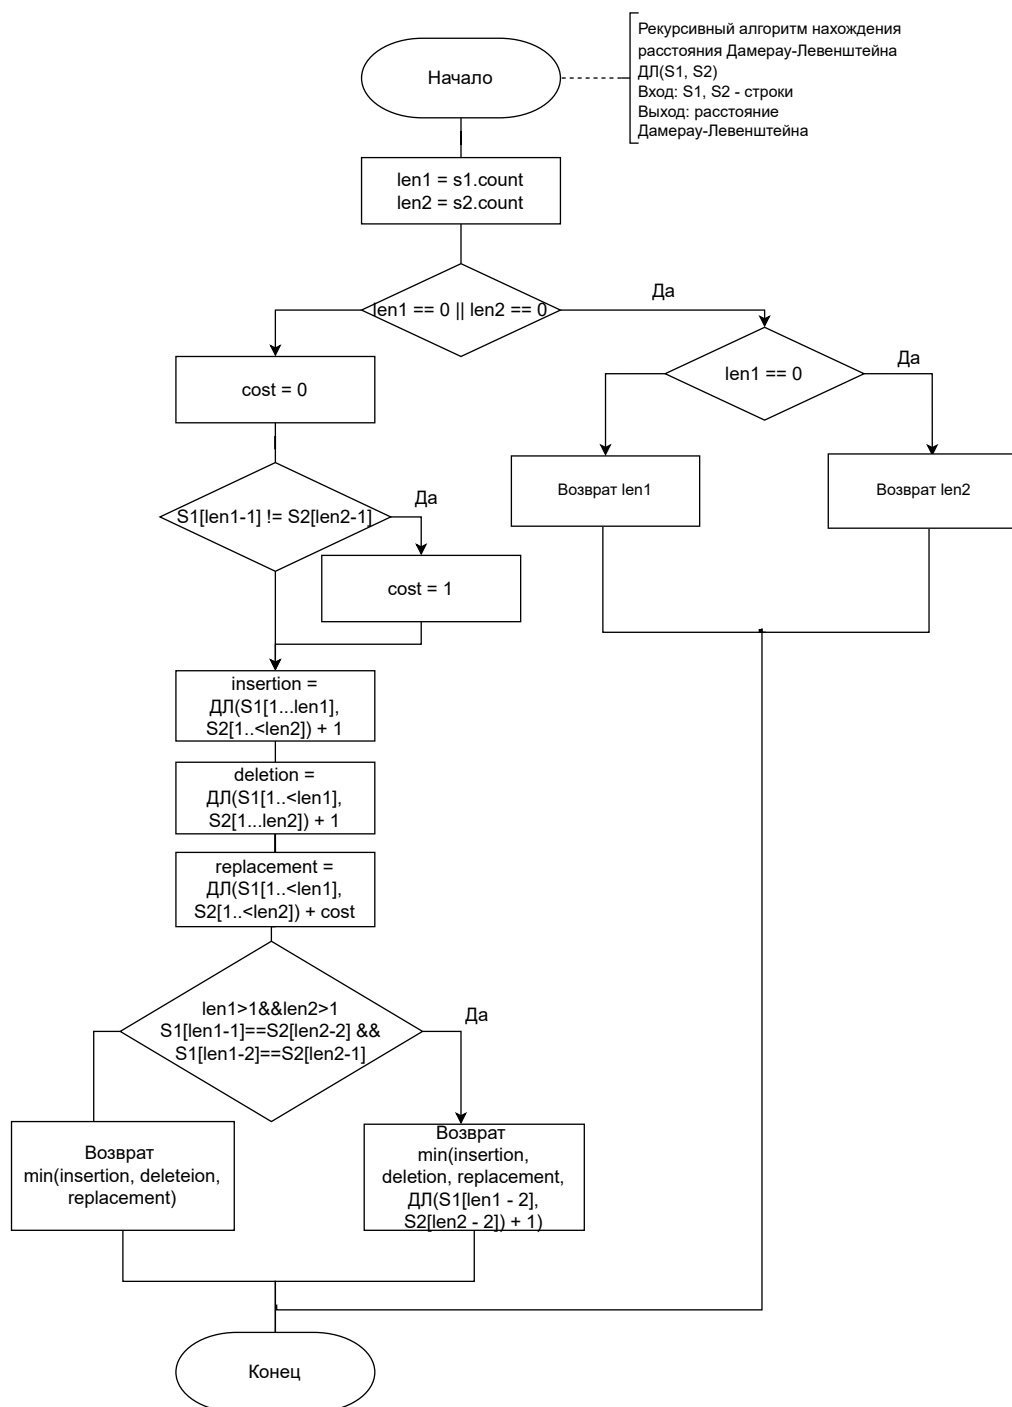 Начало
Рекурсивный алгоритм нахождения
расстояния Дамерау-Левенштейна
ДЛ(S1, S2)
Вход: S1, S2 - строки
Выход: расстояние
Дамерау-Левенштейна
len1 = s1.count
len2 = s2.count
len1 == 0 || len2 == 0
Да
len1 == 0
Да
cost = 0
Возврат len1
Возврат len2
S1[len1-1] != S2[len2-1]
Да
cost = 1
insertion =
ДЛ(S1[1...len1],
S2[1..<len2]) + 1
deletion =
ДЛ(S1[1..<len1],
S2[1...len2]) + 1
replacement =
ДЛ(S1[1..<len1],
S2[1..<len2]) + cost
len1>1&&len2>1
S1[len1-1]==S2[len2-2] &&
S1[len1-2]==S2[len2-1]
Да
Возврат
min(insertion, deleteion,
replacement)
Возврат
min(insertion,
deletion, replacement,
ДЛ(S1[len1 - 2],
S2[len2 - 2]) + 1)
Конец